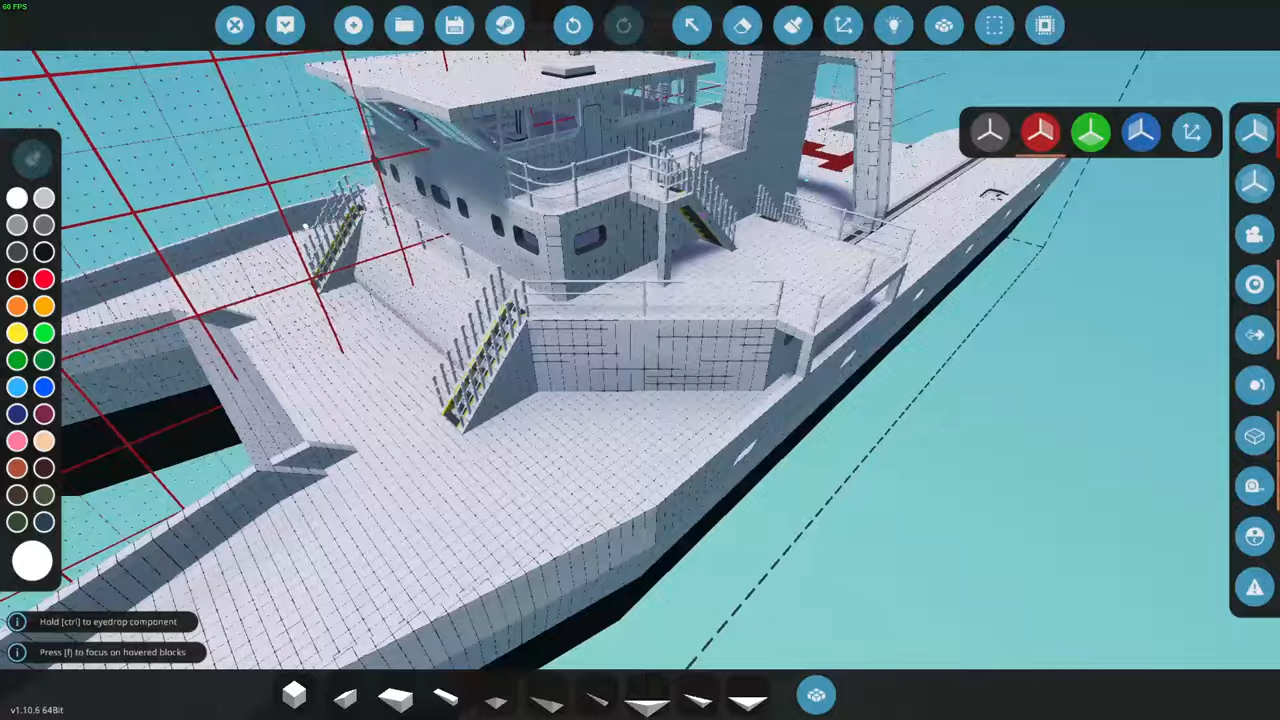 60 FPS
Hold [ctrl] to eyedrop component
Press [f] to focus on hovered blocks
v1.10.6 64Bit